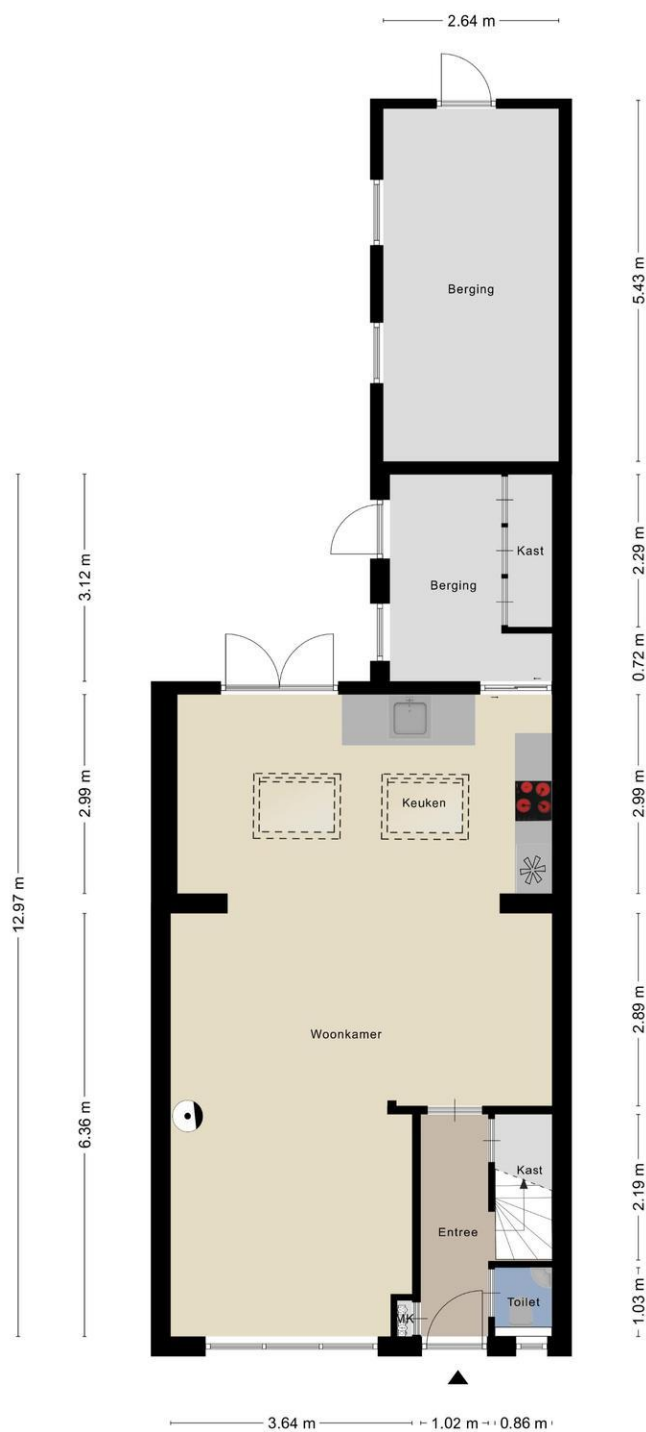 2.64 m
Berging
5.43 m
3.12 m
Berging
Kast
2.29 m
0.72 m
Keuken
2.99 m
2.99 m
12.97 m
Woonkamer
2.89 m
6.36 m
Kast
2.19 m
Entree
Toilet
1.03 m
MK
3.64 m
1.02 m
0.86 m